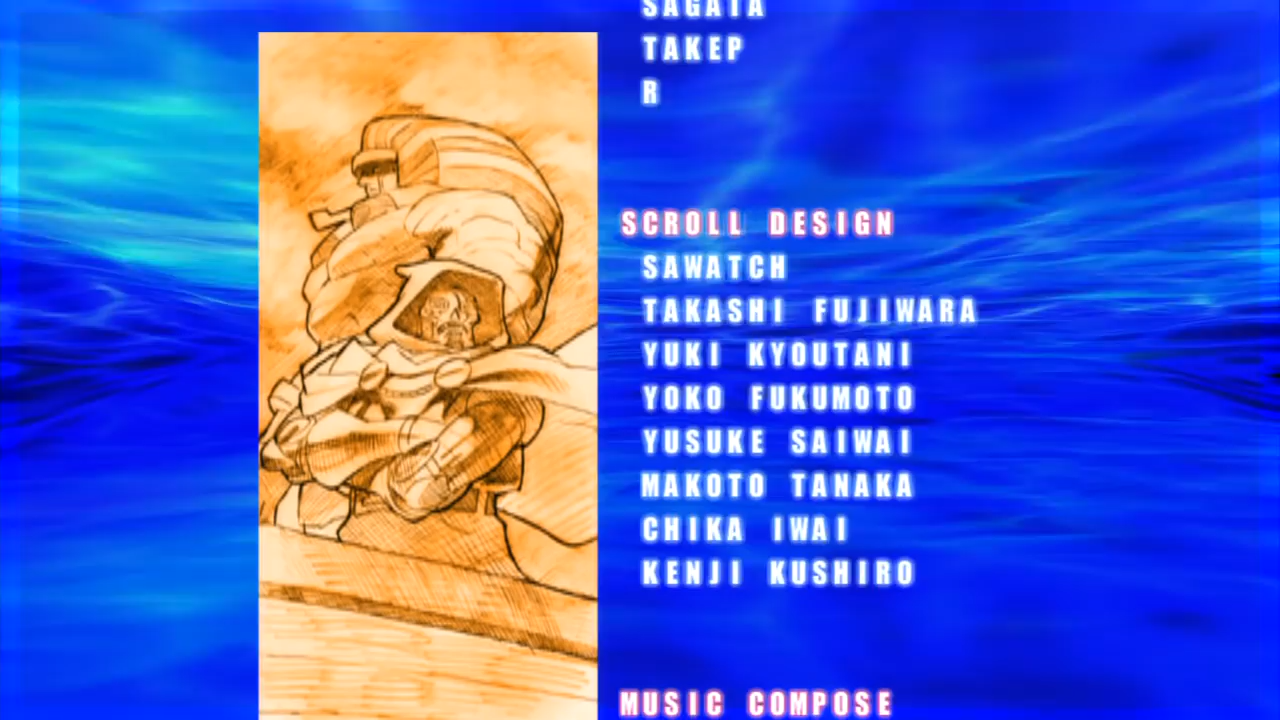 SAGATA
TAKEP
R
SCROLL DESIGN
SAWATCH
TAKASHI FUJIWARA
YUKI KYOUTANI
YOKO FUKUMOTO
YUSUKE SAIWAI
MAKOTO TANAKA
CHIKA IWAI
KENJI KUSHIRO
MUSIC COMPOSE